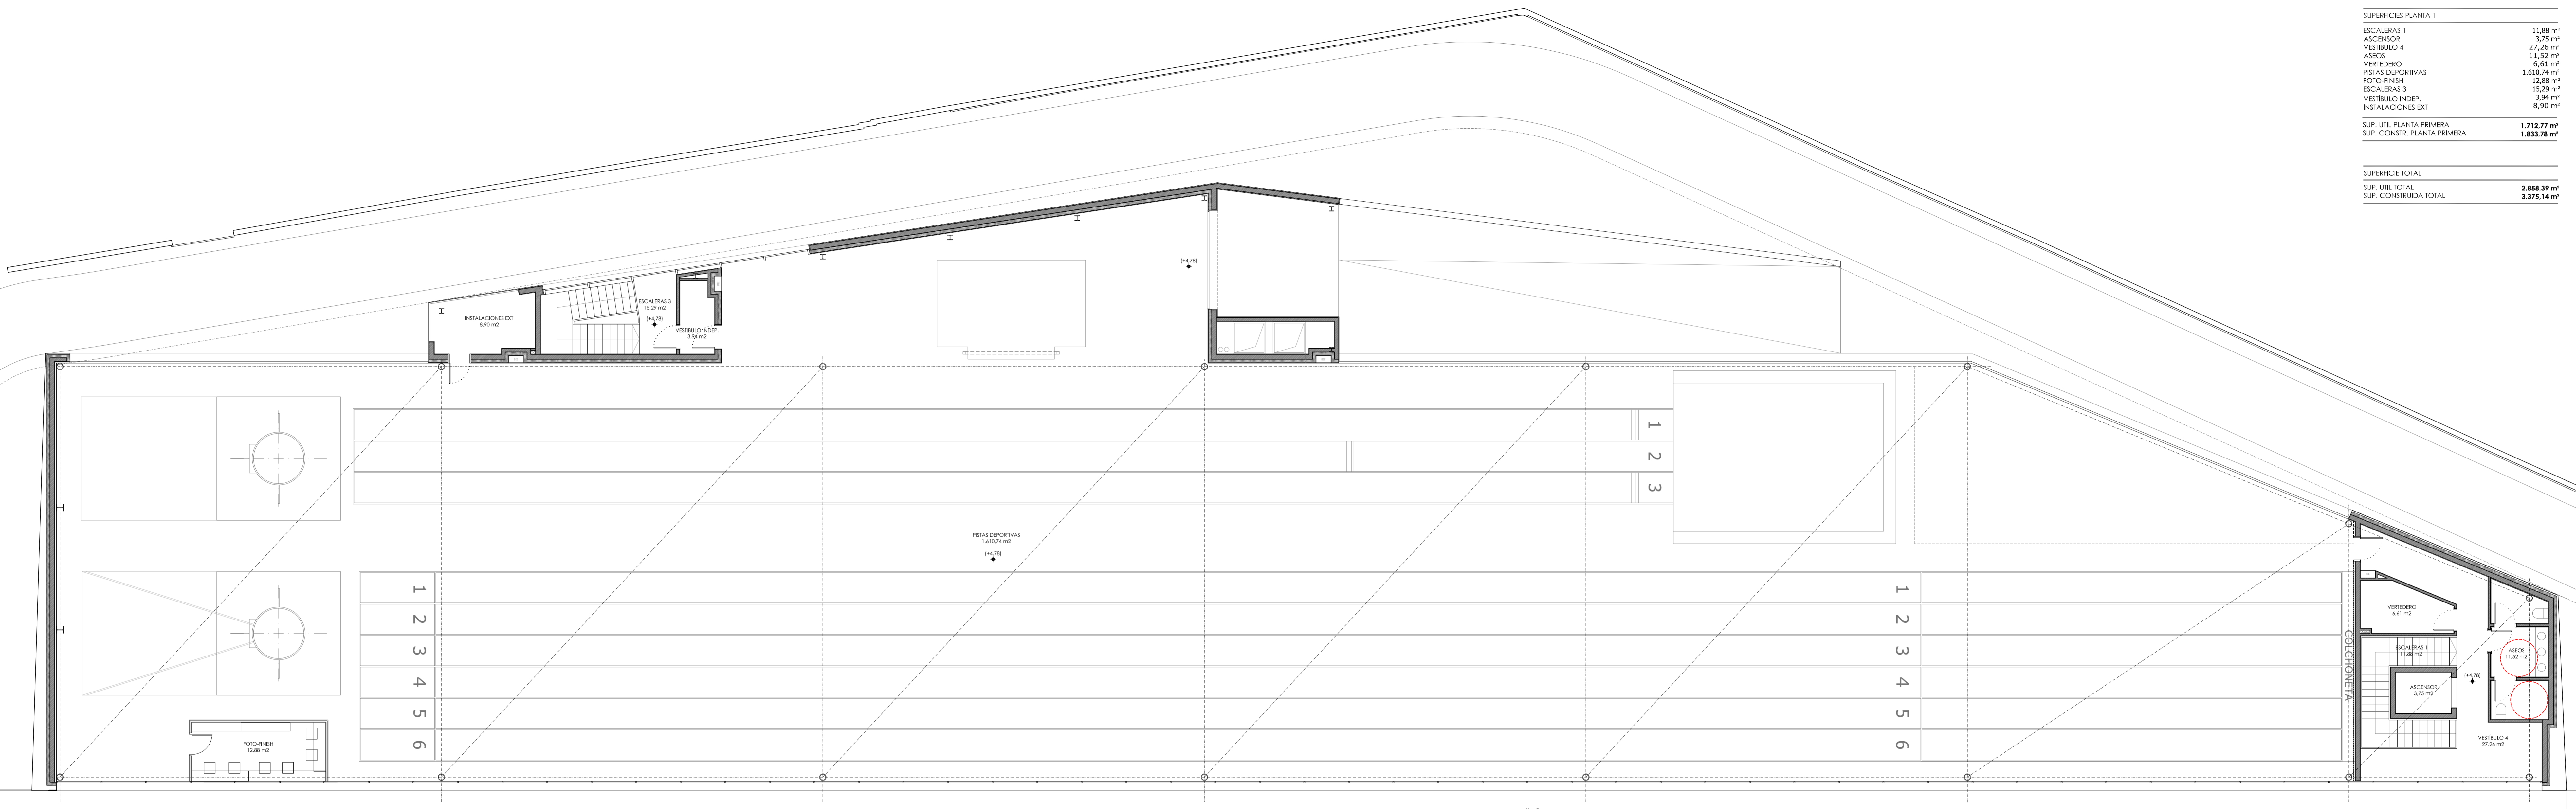 SUPERFICIES PLANTA 1
ESCALERAS 1 11,88 m²
ASCENSOR 3,75 m²
VESTIBULO 4 27,26 m²
ASEOS 11,52 m²
VERTEDERO 6,61 m²
PISTAS DEPORTIVAS 1.610,74 m²
FOTO-FINISH 12,88 m²
ESCALERAS 3 15,29 m²
VESTÍBULO INDEP. 3,94 m²
INSTALACIONES EXT 8,90 m²
SUP. UTIL PLANTA PRIMERA 1.712,77 m²
SUP. CONSTR. PLANTA PRIMERA 1.833,78 m²
SUPERFICIE TOTAL
SUP. UTIL TOTAL 2.858,39 m²
SUP. CONSTRUIDA TOTAL 3.375,14 m²
(+4,78)
ESCALERAS 3
15.29 m2
(+4,78)
INSTALACIONES EXT
8.90 m2
VESTIBULO INDEP.
3.94 m2
1
2
3
PISTAS DEPORTIVAS
1.610,74 m2
(+4,78)
1
2
3
4
5
6
1
2
3
4
5
6
COLCHONETA
VERTEDERO
6.61 m2
ESCALERAS 1
11.88 m2
ASEOS
11.52 m2
(+4,78)
ASCENSOR
3.75 m2
VESTIBULO 4
27.26 m2
FOTO-FINISH
12.88 m2